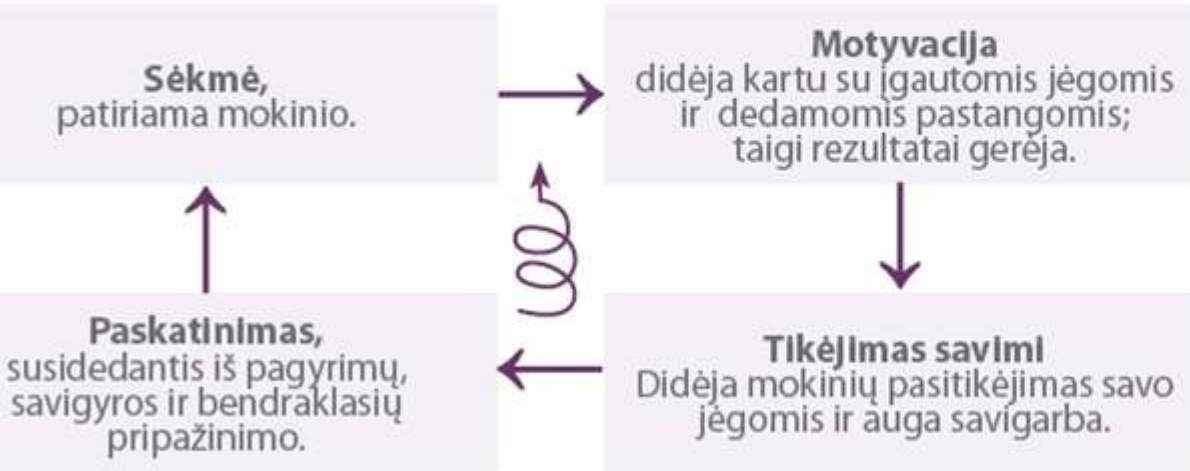 Sėkmė,
patiriama mokinio.
Motyvacija
didėja kartu su įgautomis jėgomis
ir dedamomis pastangomis;
taigi rezultatai gerėja.
Paskatinimas,
susidedantis iš pagyrimų,
savigyros ir bendraklasių
pripažinimo.
Tikėjimas savimi
Didėja mokinių pasitikėjimas savo
jėgomis ir auga savigarba.